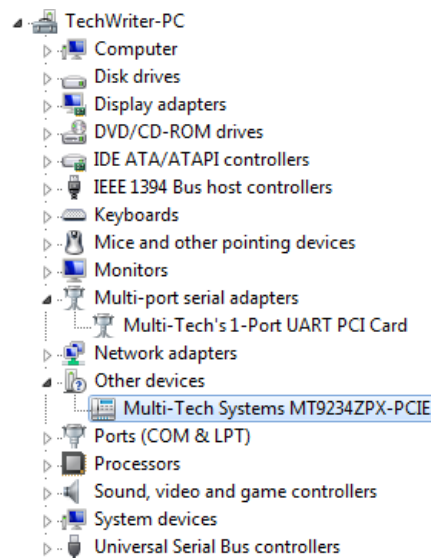 TechWriter-PC
Computer
Disk drives
Display adapters
DVD/CD-ROM drives
IDE ATA/ATAPI controllers
IEEE 1394 Bus host controllers
Keyboards
Mice and other pointing devices
Monitors
Multi-port serial adapters
Multi-Tech's 1-Port UART PCI Card
Network adapters
Other devices
Multi-Tech Systems MT9234ZPX-PCIE
Ports (COM & LPT)
Processors
Sound, video and game controllers
System devices
Universal Serial Bus controllers